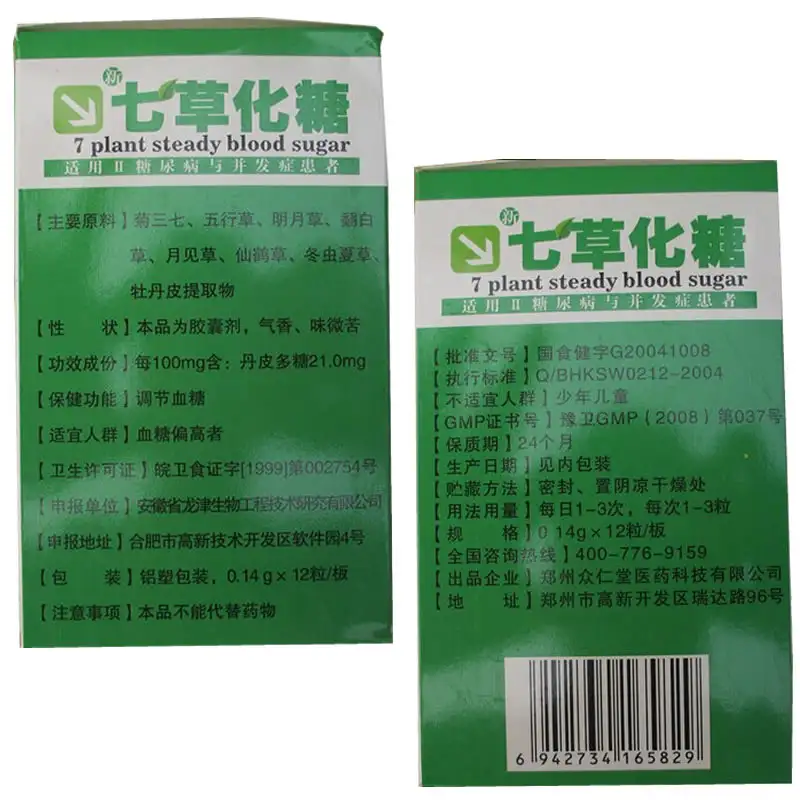 新
七草化糖
7 plant steady blood sugar
适用II糖尿病与并发症患者
【主要原料】菊三七、五行草、明月草、翻白
草、月见草、仙鹤草、冬虫夏草、
牡丹皮提取物
【性 状】本品为胶囊剂，气香、味微苦
【功效成份】每100mg含：丹皮多糖21.0mg
【保健功能】调节血糖
【适宜人群】血糖偏高者
【卫生许可证】皖卫食证字[1999]第002754号
【申报单位】安徽省龙津生物工程技术研究有限公司
【申报地址】合肥市高新技术开发区软件园4号
【包 装】铝塑包装，0.14g×12粒/板
【注意事项】本品不能代替药物
新
七草化糖
7 plant steady blood sugar
适用II糖尿病与并发症患者
【批准文号】国食健字G20041008
【执行标准】Q/BHKSW0212-2004
【不适宜人群】少年儿童
【GMP证书号】豫卫GMP（2008）第037号
【保质期】24个月
【生产日期】见内包装
【贮藏方法】密封、置阴凉干燥处
【用法用量】每日1-3次，每次1-3粒
【规 格】0 14g×12粒/板
【全国咨询热线】400-776-9159
【出品企业】郑州众仁堂医药科技有限公司
【地 址】郑州市高新开发区瑞达路96号
6 942734 165829